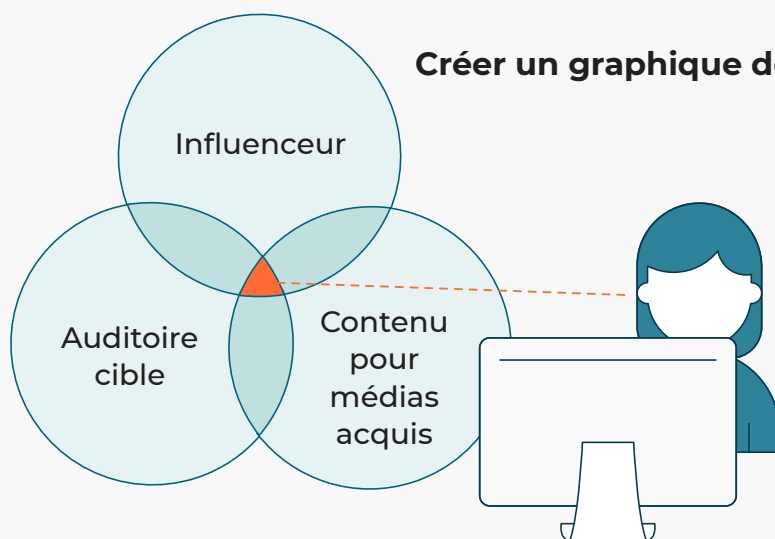 Créer un graphique de
Influenceur
Auditoire
cible
Contenu
pour
médias
acquis